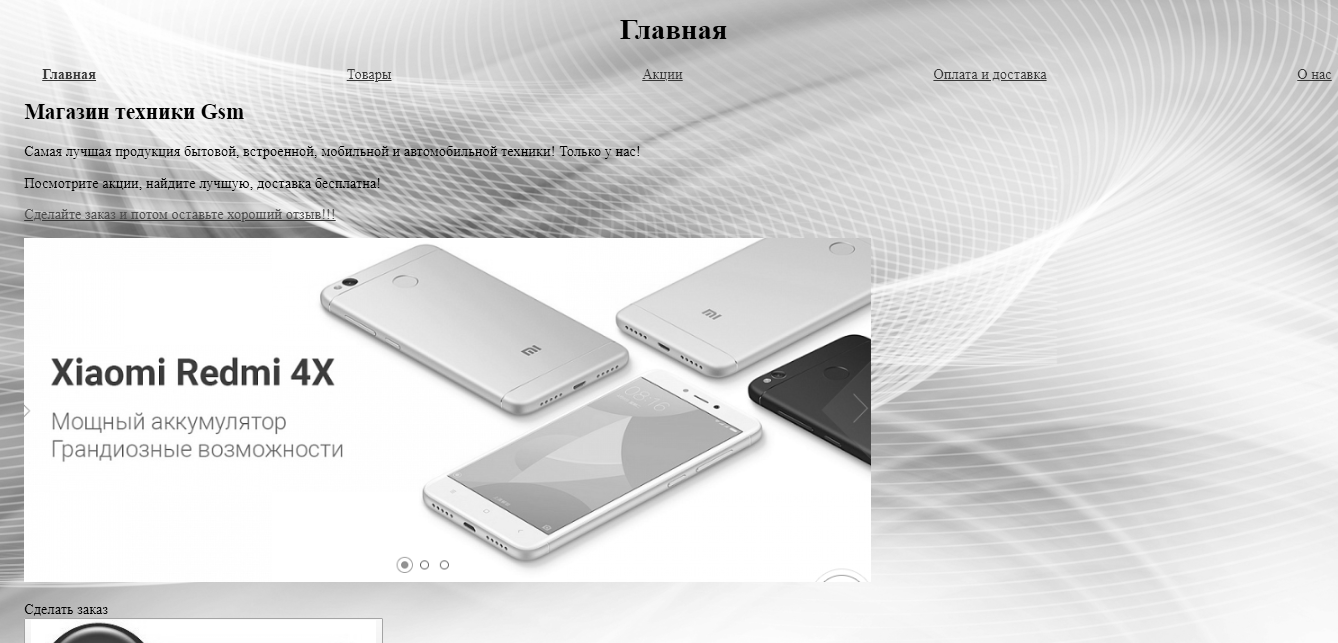 Главная
Главная Товары Акции Оплата и доставка О нас
Магазин техники Gsm
Самая лучшая продукция бытовой, встроенной, мобильной и автомобильной техники! Только у нас!
Посмотрите акции, найдите лучшую, доставка бесплатна!
Сделайте заказ и потом оставьте хороший отзыв!!!
Xiaomi Redmi 4X
Мощный аккумулятор
Грандиозные возможности
Сделать заказ